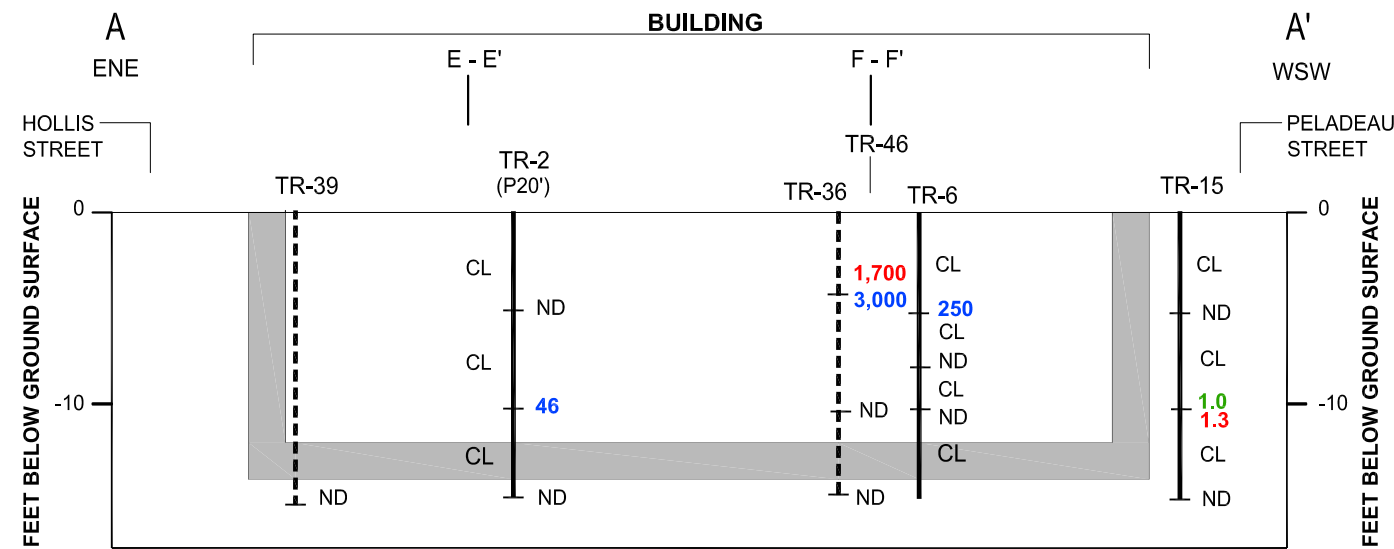 A
BUILDING
A'
ENE
E - E'
F - F'
WSW
HOLLIS
STREET
PELADEAU
STREET
TR-46
TR-2
(P20')
TR-39
TR-36
TR-6
TR-15
0
0
FEET BELOW GROUND SURFACE
FEET BELOW GROUND SURFACE
CL
1,700
CL
CL
ND
3,000
250
ND
CL
CL
CL
ND
CL
-10
46
ND
ND
1.0
-10
1.3
CL
CL
CL
ND
ND
ND
ND